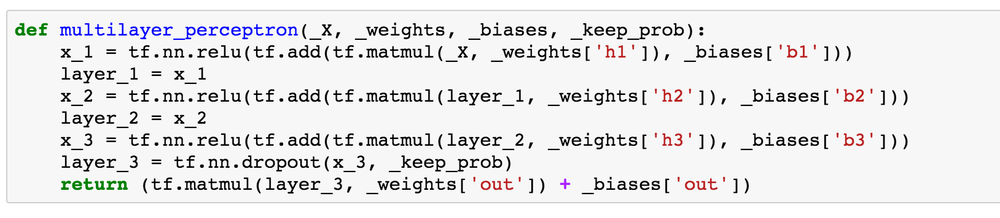 def multilayer_perceptron(_X, _weights, _biases, _keep_prob):
    x_1 = tf.nn.relu(tf.add(tf.matmul(_X, _weights['h1']), _biases['b1']))
    layer_1 = x_1
    x_2 = tf.nn.relu(tf.add(tf.matmul(layer_1, _weights['h2']), _biases['b2']))
    layer_2 = x_2
    x_3 = tf.nn.relu(tf.add(tf.matmul(layer_2, _weights['h3']), _biases['b3']))
    layer_3 = tf.nn.dropout(x_3, _keep_prob)
    return (tf.matmul(layer_3, _weights['out']) + _biases['out'])